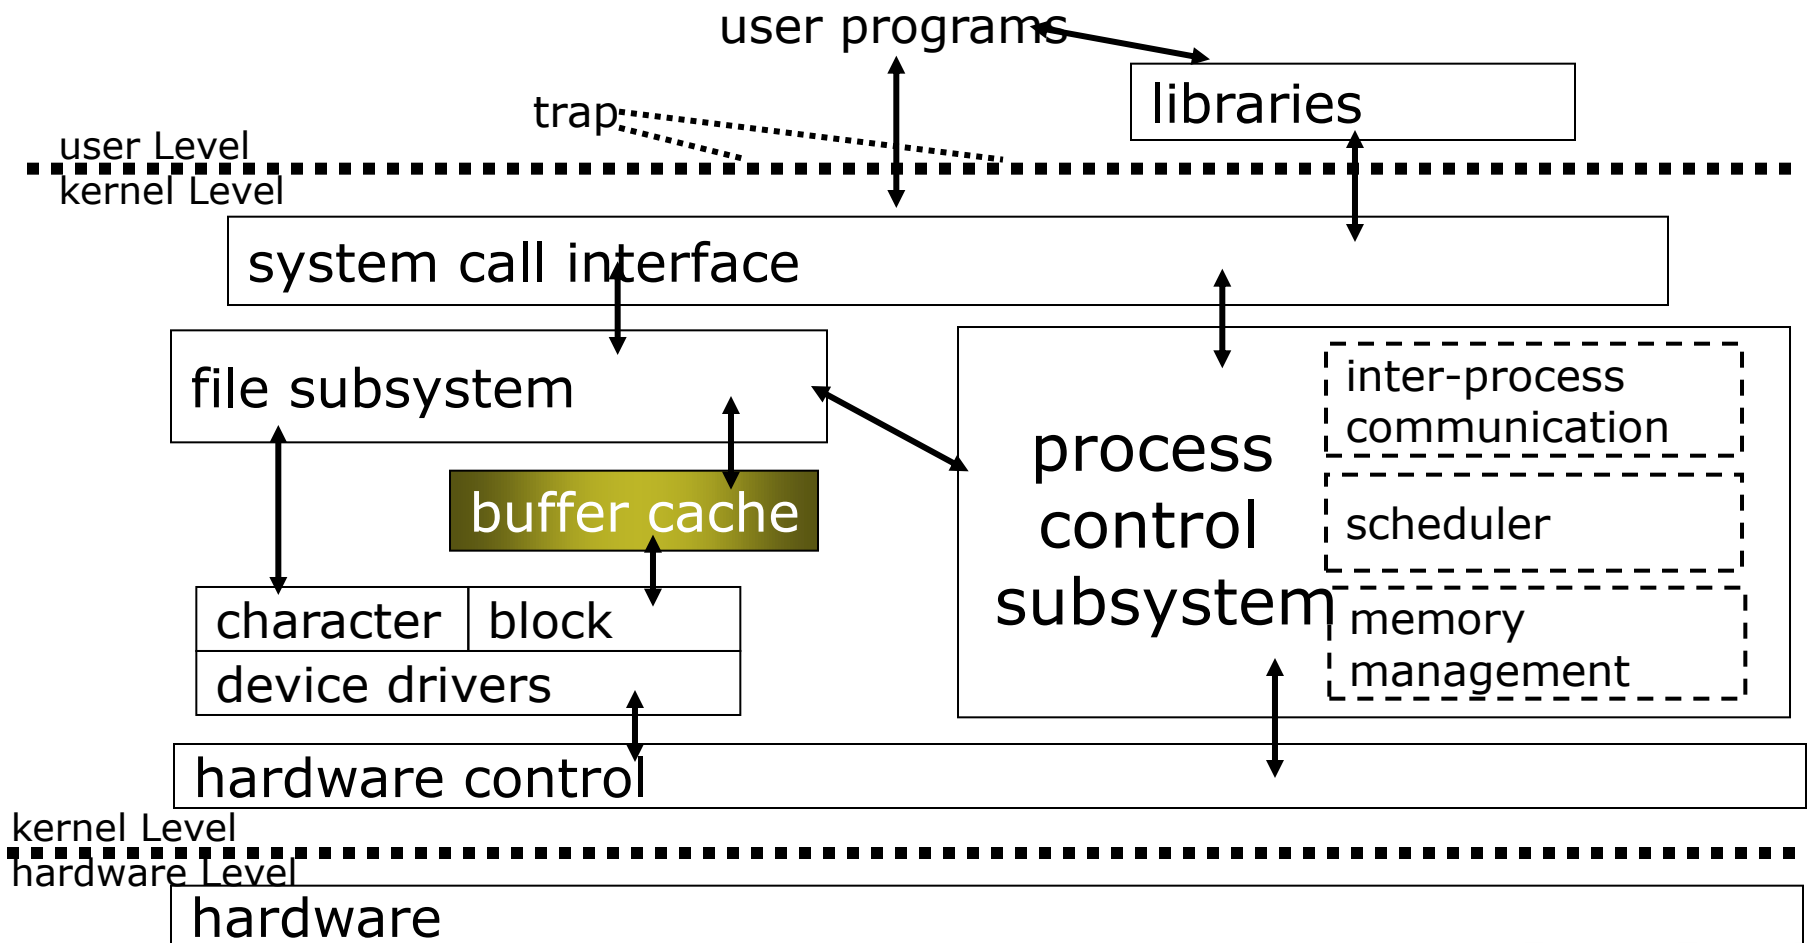 user programs
libraries
trap
user Level
kernel Level
system call interface
file subsystem
inter-process
communication
process
control
subsystem
buffer cache
scheduler
character
block
memory
management
device drivers
hardware control
kernel Level
hardware Level
hardware